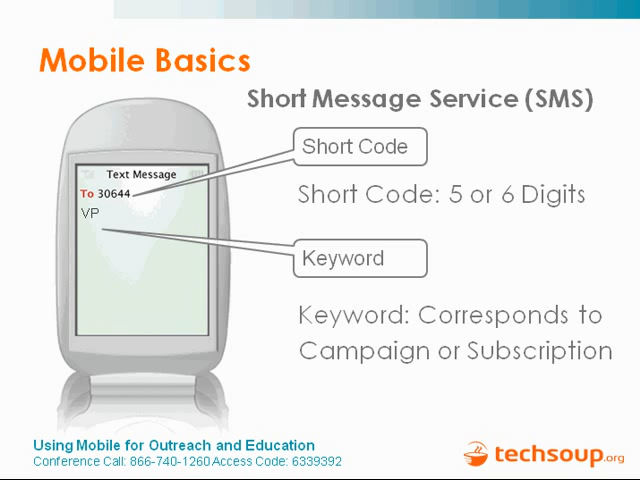 Mobile Basics
Short Message Service (SMS)
Short Code
Text Message
To 30644
Short Code: 5 or 6 Digits
VP
Keyword
Keyword: Corresponds to
Campaign or Subscription
Using Mobile for Outreach and Education
Conference Call: 866-740-1260 Access Code: 6339392
techsoup.org